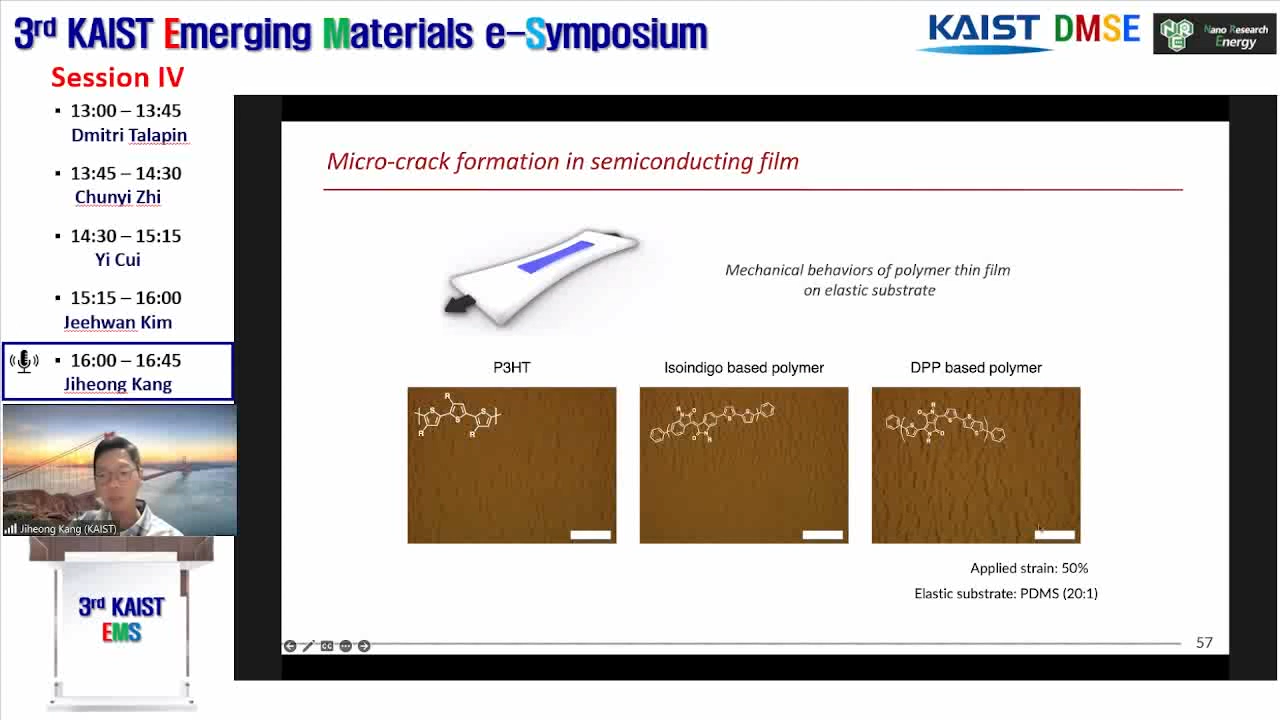 3rd KAIST Emerging Materials e-Symposium
KAIST DMSE
NRE Nano Research
Energy
Session IV
▪ 13:00 – 13:45
Dmitri Talapin
▪ 13:45 – 14:30
Chunyi Zhi
▪ 14:30 – 15:15
Yi Cui
▪ 15:15 – 16:00
Jeehwan Kim
▪ 16:00 – 16:45
Jiheong Kang
Jiheong Kang (KAIST)
3rd KAIST
EMS
Micro-crack formation in semiconducting film
Mechanical behaviors of polymer thin film
on elastic substrate
P3HT
Isoindigo based polymer
DPP based polymer
Applied strain: 50%
Elastic substrate: PDMS (20:1)
57